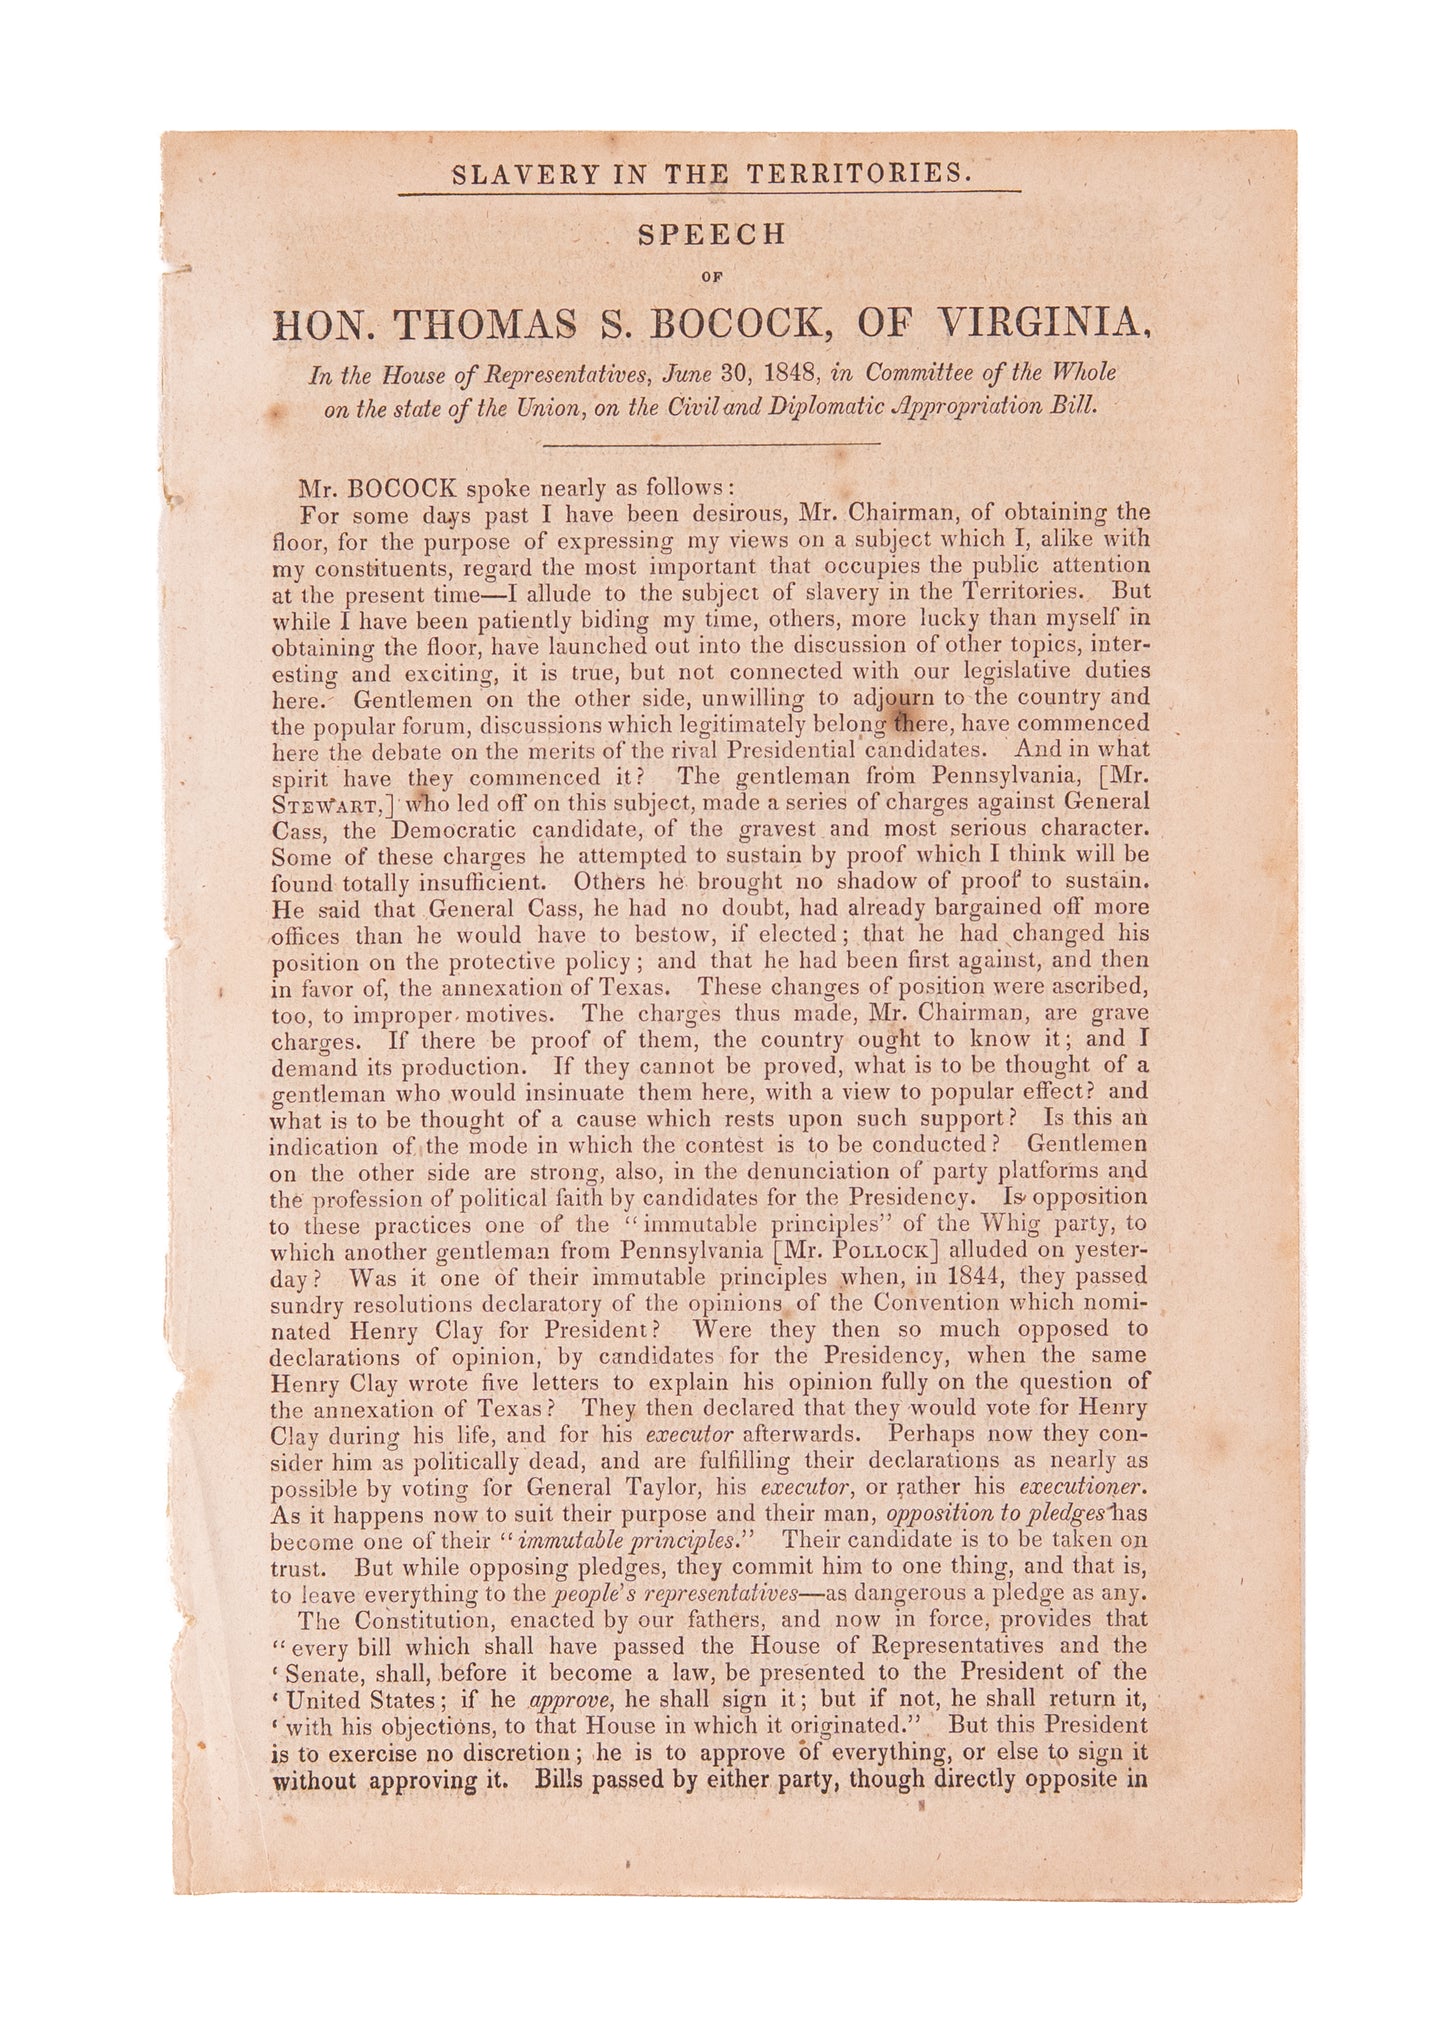 SLAVERY IN THE TERRITORIES.
SPEECH
OF
HON. THOMAS S. BOCOCK, OF VIRGINIA,
In the House of Representatives, June 30, 1848, in Committee of the Whole
on the state of the Union, on the Civil and Diplomatic Appropriation Bill.
Mr. BOCOCK spoke nearly as follows:
For some days past I have been desirous, Mr. Chairman, of obtaining the
floor, for the purpose of expressing my views on a subject which I, alike with
my constituents, regard the most important that occupies the public attention
at the present time—I allude to the subject of slavery in the Territories. But
while I have been patiently biding my time, others, more lucky than myself in
obtaining the floor, have launched out into the discussion of other topics, inter-
esting and exciting, it is true, but not connected with our legislative duties
here. Gentlemen on the other side, unwilling to adjourn to the country and
the popular forum, discussions which legitimately belong there, have commenced
here the debate on the merits of the rival Presidential candidates. And in what
spirit have they commenced it? The gentleman from Pennsylvania, [Mr.
STEWART,] who led off on this subject, made a series of charges against General
Cass, the Democratic candidate, of the gravest and most serious character.
Some of these charges he attempted to sustain by proof which I think will be
found totally insufficient. Others he brought no shadow of proof to sustain.
He said that General Cass, he had no doubt, had already bargained off more
offices than he would have to bestow, if elected; that he had changed his
position on the protective policy; and that he had been first against, and then
in favor of, the annexation of Texas. These changes of position were ascribed,
too, to improper motives. The charges thus made, Mr. Chairman, are grave
charges. If there be proof of them, the country ought to know it; and I
demand its production. If they cannot be proved, what is to be thought of a
gentleman who would insinuate them here, with a view to popular effect? and
what is to be thought of a cause which rests upon such support? Is this an
indication of the mode in which the contest is to be conducted? Gentlemen
on the other side are strong, also, in the denunciation of party platforms and
the profession of political faith by candidates for the Presidency. Is opposition
to these practices one of the "immutable principles" of the Whig party, to
which another gentleman from Pennsylvania [Mr. POLLOCK] alluded on yester-
day? Was it one of their immutable principles when, in 1844, they passed
sundry resolutions declaratory of the opinions of the Convention which nomi-
nated Henry Clay for President? Were they then so much opposed to
declarations of opinion, by candidates for the Presidency, when the same
Henry Clay wrote five letters to explain his opinion fully on the question of
the annexation of Texas? They then declared that they would vote for Henry
Clay during his life, and for his executor afterwards. Perhaps now they con-
sider him as politically dead, and are fulfilling their declarations as nearly as
possible by voting for General Taylor, his executor, or rather his executioner.
As it happens now to suit their purpose and their man, opposition to pledges has
become one of their "immutable principles." Their candidate is to be taken on
trust. But while opposing pledges, they commit him to one thing, and that is,
to leave everything to the people's representatives—as dangerous a pledge as any.
The Constitution, enacted by our fathers, and now in force, provides that
"every bill which shall have passed the House of Representatives and the
‘Senate, shall, before it become a law, be presented to the President of the
‘United States; if he approve, he shall sign it; but if not, he shall return it,
‘with his objections, to that House in which it originated." But this President
is to exercise no discretion; he is to approve of everything, or else to sign it
without approving it. Bills passed by either party, though directly opposite in